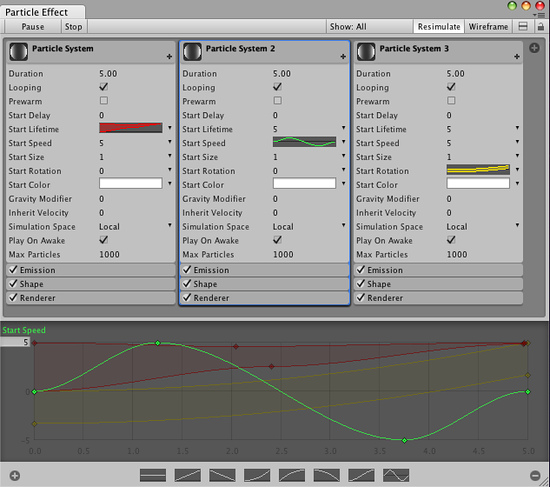 Particle Effect
Pause Stop Show: All Resimulate Wireframe
Particle System
Duration 5.00
Looping
Prewarm
Start Delay 0
Start Lifetime
Start Speed 5
Start Size 1
Start Rotation 0
Start Color
Gravity Modifier 0
Inherit Velocity 0
Simulation Space Local
Play On Awake
Max Particles 1000
Emission
Shape
Renderer
Particle System 2
Duration 5.00
Looping
Prewarm
Start Delay 0
Start Lifetime 5
Start Speed
Start Size 1
Start Rotation 0
Start Color
Gravity Modifier 0
Inherit Velocity 0
Simulation Space Local
Play On Awake
Max Particles 1000
Emission
Shape
Renderer
Particle System 3
Duration 5.00
Looping
Prewarm
Start Delay 0
Start Lifetime 5
Start Speed 5
Start Size 1
Start Rotation
Start Color
Gravity Modifier 0
Inherit Velocity 0
Simulation Space Local
Play On Awake
Max Particles 1000
Emission
Shape
Renderer
Start Speed
5
0
-5
0.0 0.5 1.0 1.5 2.0 2.5 3.0 3.5 4.0 4.5 5.0